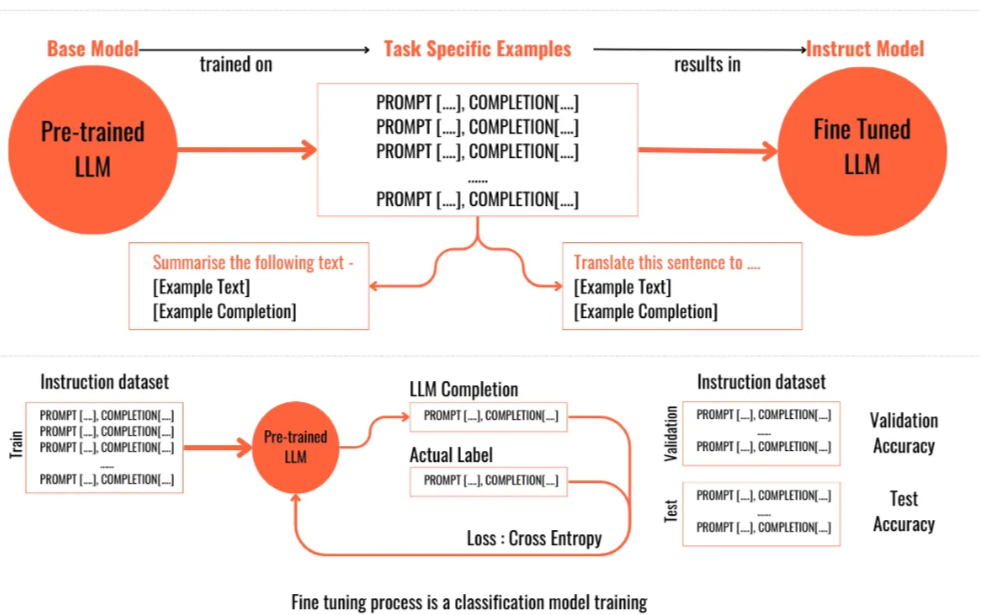 Base Model
trained on
Task Specific Examples
results in
Instruct Model
Pre-trained
LLM
PROMPT [....], COMPLETION[....]
PROMPT [....], COMPLETION[....]
PROMPT [....], COMPLETION[....]
......
PROMPT [....], COMPLETION[....]
Fine Tuned
LLM
Summarise the following text -
[Example Text]
[Example Completion]
Translate this sentence to ....
[Example Text]
[Example Completion]
Instruction dataset
Train
PROMPT [....], COMPLETION[....]
PROMPT [....], COMPLETION[....]
PROMPT [....], COMPLETION[....]
......
PROMPT [....], COMPLETION[....]
Pre-trained
LLM
LLM Completion
PROMPT [....], COMPLETION[....]
Actual Label
PROMPT [....], COMPLETION[....]
Loss : Cross Entropy
Instruction dataset
Validation
PROMPT [....], COMPLETION[....]
......
PROMPT [....], COMPLETION[....]
Validation
Accuracy
Test
PROMPT [....], COMPLETION[....]
......
PROMPT [....], COMPLETION[....]
Test
Accuracy
Fine tuning process is a classification model training